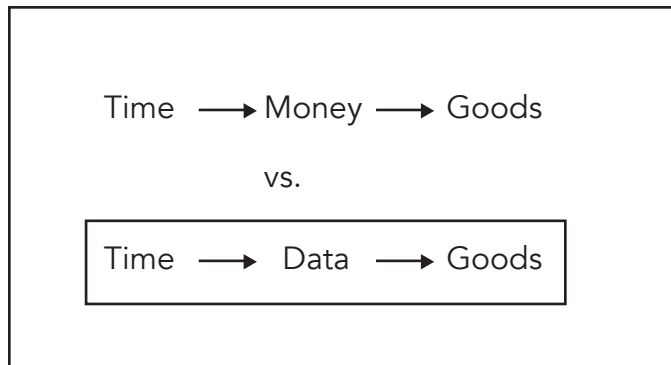 Time → Money → Goods
vs.
Time → Data → Goods